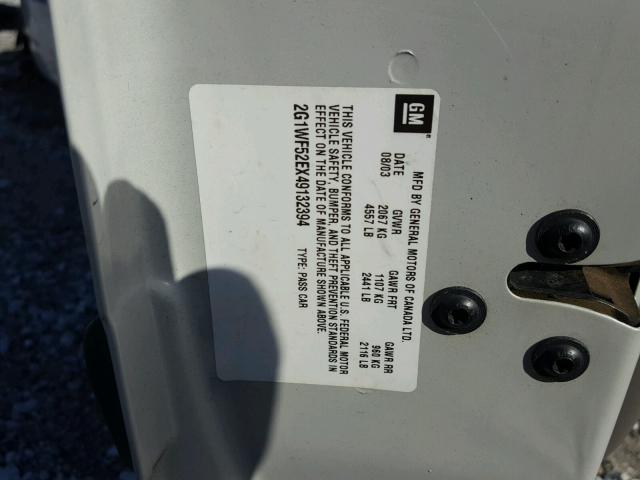 GM
MFD BY GENERAL MOTORS OF CANADA LTD.
DATE GVWR GAWR FRT GAWR RR
08/03 2067 KG 1107 KG 960 KG
4557 LB 2441 LB 2116 LB
THIS VEHICLE CONFORMS TO ALL APPLICABLE U.S. FEDERAL MOTOR
VEHICLE SAFETY, BUMPER, AND THEFT PREVENTION STANDARDS IN
EFFECT ON THE DATE OF MANUFACTURE SHOWN ABOVE.
2G1WF52EX49132394 TYPE: PASS CAR